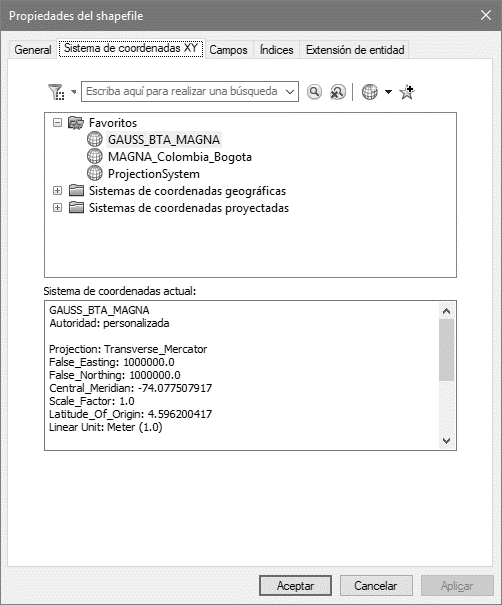 Propiedades del shapefile
General Sistema de coordenadas XY Campos Índices Extensión de entidad
Escriba aquí para realizar una búsqueda
Favoritos
GAUSS_BTA_MAGNA
MAGNA_Colombia_Bogota
ProjectionSystem
Sistemas de coordenadas geográficas
Sistemas de coordenadas proyectadas
Sistema de coordenadas actual:
GAUSS_BTA_MAGNA
Autoridad: personalizada
Projection: Transverse_Mercator
False_Easting: 1000000.0
False_Northing: 1000000.0
Central_Meridian: -74.077507917
Scale_Factor: 1.0
Latitude_Of_Origin: 4.596200417
Linear Unit: Meter (1.0)
Aceptar Cancelar Aplicar